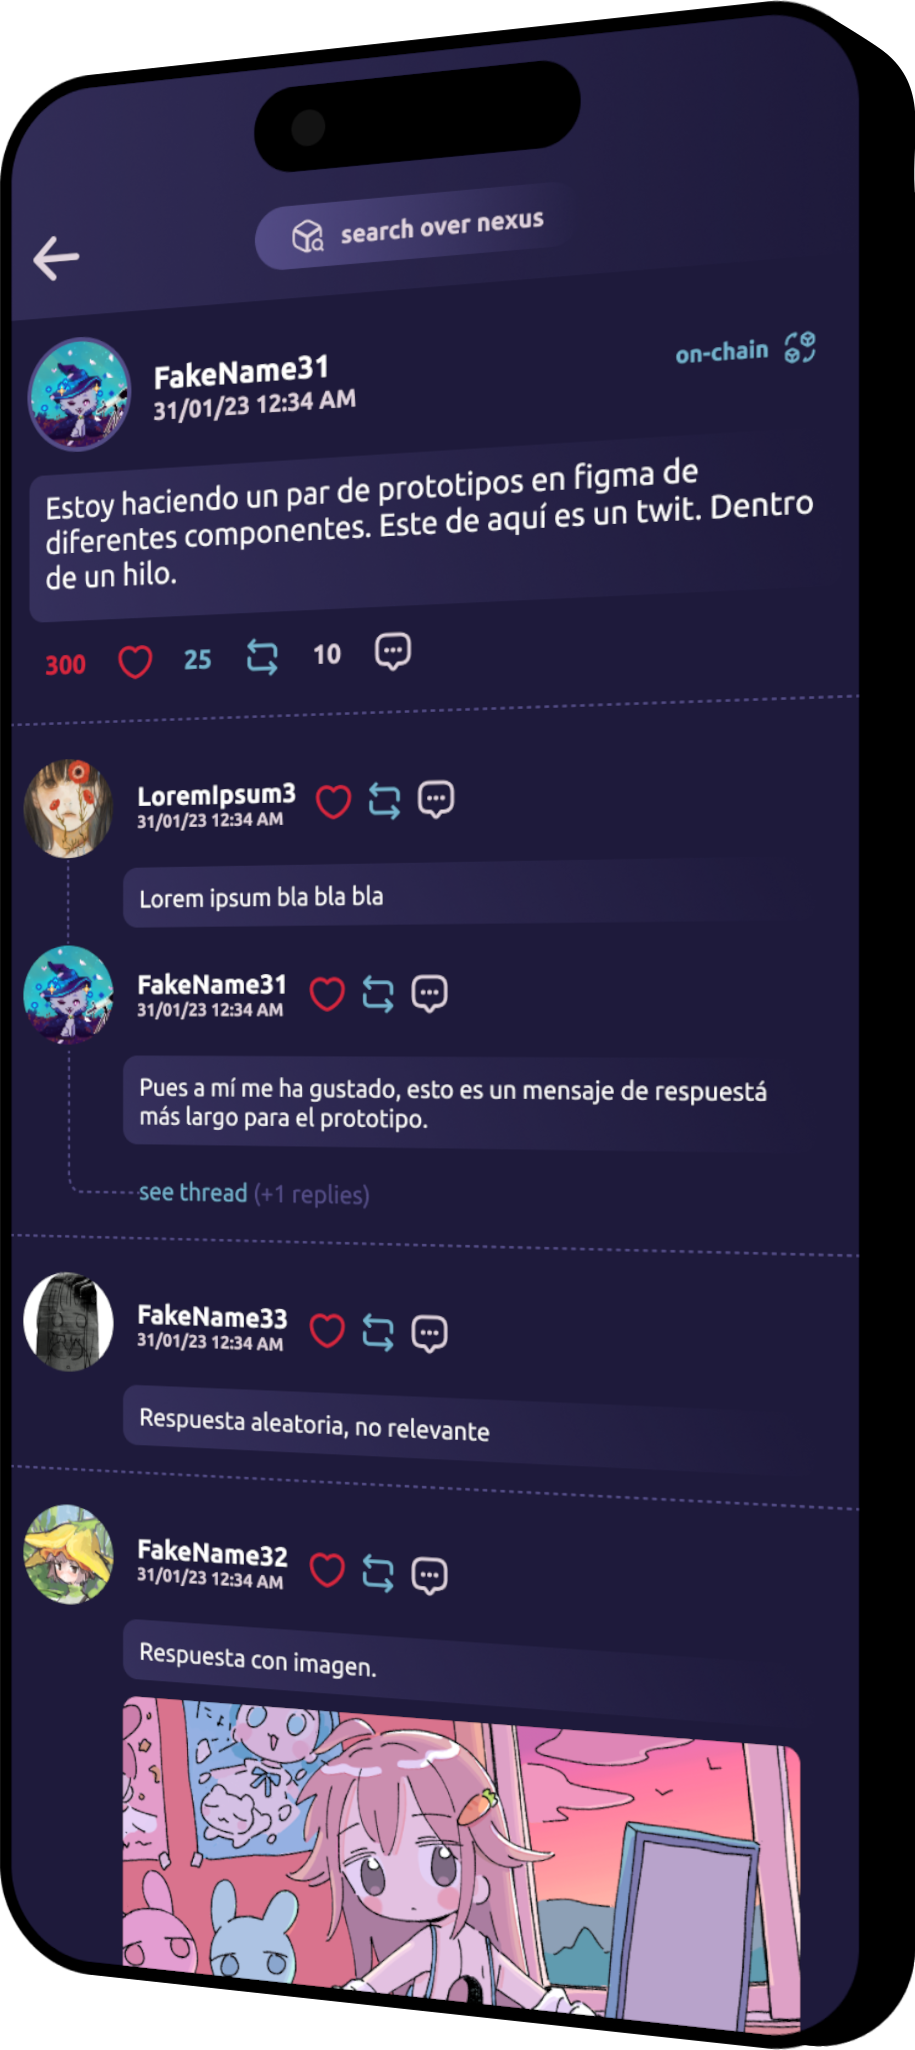 search over nexus
FakeName31
on-chain
31/01/23 12:34 AM
Estoy haciendo un par de prototipos en figma de
diferentes componentes. Este de aquí es un twit. Dentro
de un hilo.
300 25 10
LoremIpsum3
31/01/23 12:34 AM
Lorem ipsum bla bla bla
FakeName31
31/01/23 12:34 AM
Pues a mí me ha gustado, esto es un mensaje de respuestá
más largo para el prototipo.
see thread (+1 replies)
FakeName33
31/01/23 12:34 AM
Respuesta aleatoria, no relevante
FakeName32
31/01/23 12:34 AM
Respuesta con imagen.